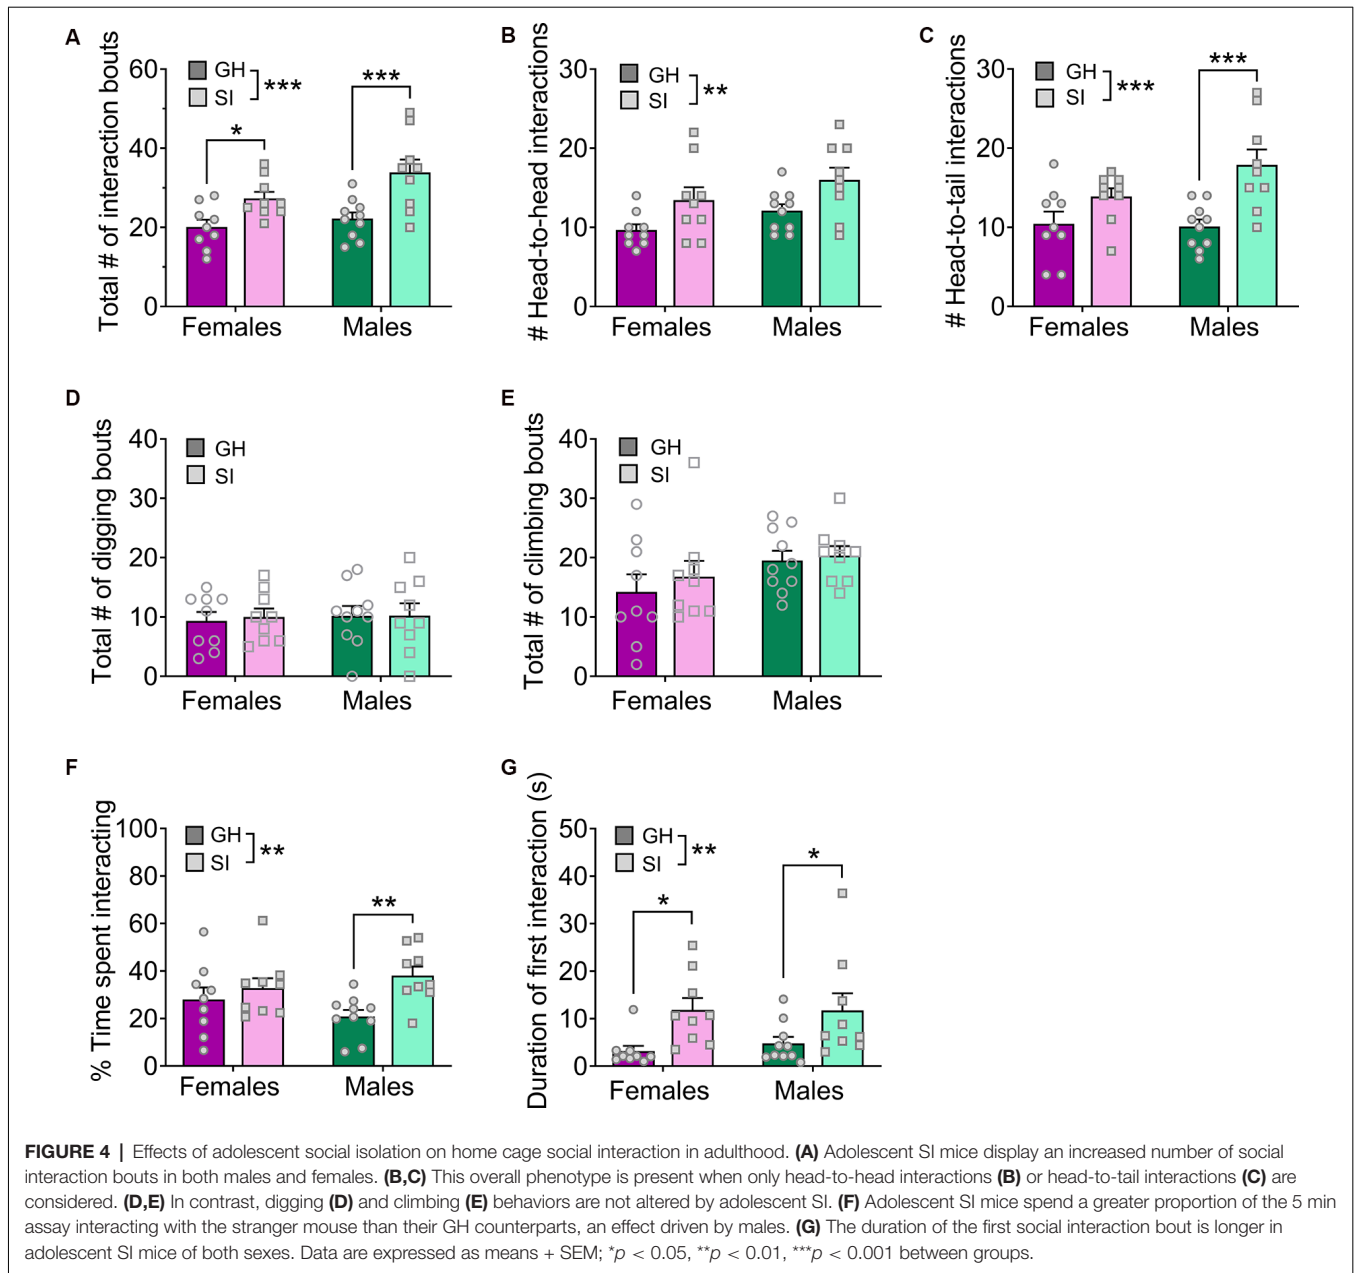 A
Total # of interaction bouts
60
40
20
0
GH
SI
***
*
***
Females
Males
B
# Head-to-head interactions
30
20
10
0
GH
SI
**
Females
Males
C
# Head-to-tail interactions
30
20
10
0
GH
SI
***
***
Females
Males
D
Total # of digging bouts
40
30
20
10
0
GH
SI
Females
Males
E
Total # of climbing bouts
40
30
20
10
0
GH
SI
Females
Males
F
% Time spent interacting
100
80
60
40
20
0
GH
SI
**
**
Females
Males
G
Duration of first interaction (s)
50
40
30
20
10
0
GH
SI
**
*
*
Females
Males
FIGURE 4 | Effects of adolescent social isolation on home cage social interaction in adulthood. (A) Adolescent SI mice display an increased number of social
interaction bouts in both males and females. (B,C) This overall phenotype is present when only head-to-head interactions (B) or head-to-tail interactions (C) are
considered. (D,E) In contrast, digging (D) and climbing (E) behaviors are not altered by adolescent SI. (F) Adolescent SI mice spend a greater proportion of the 5 min
assay interacting with the stranger mouse than their GH counterparts, an effect driven by males. (G) The duration of the first social interaction bout is longer in
adolescent SI mice of both sexes. Data are expressed as means + SEM; *p < 0.05, **p < 0.01, ***p < 0.001 between groups.